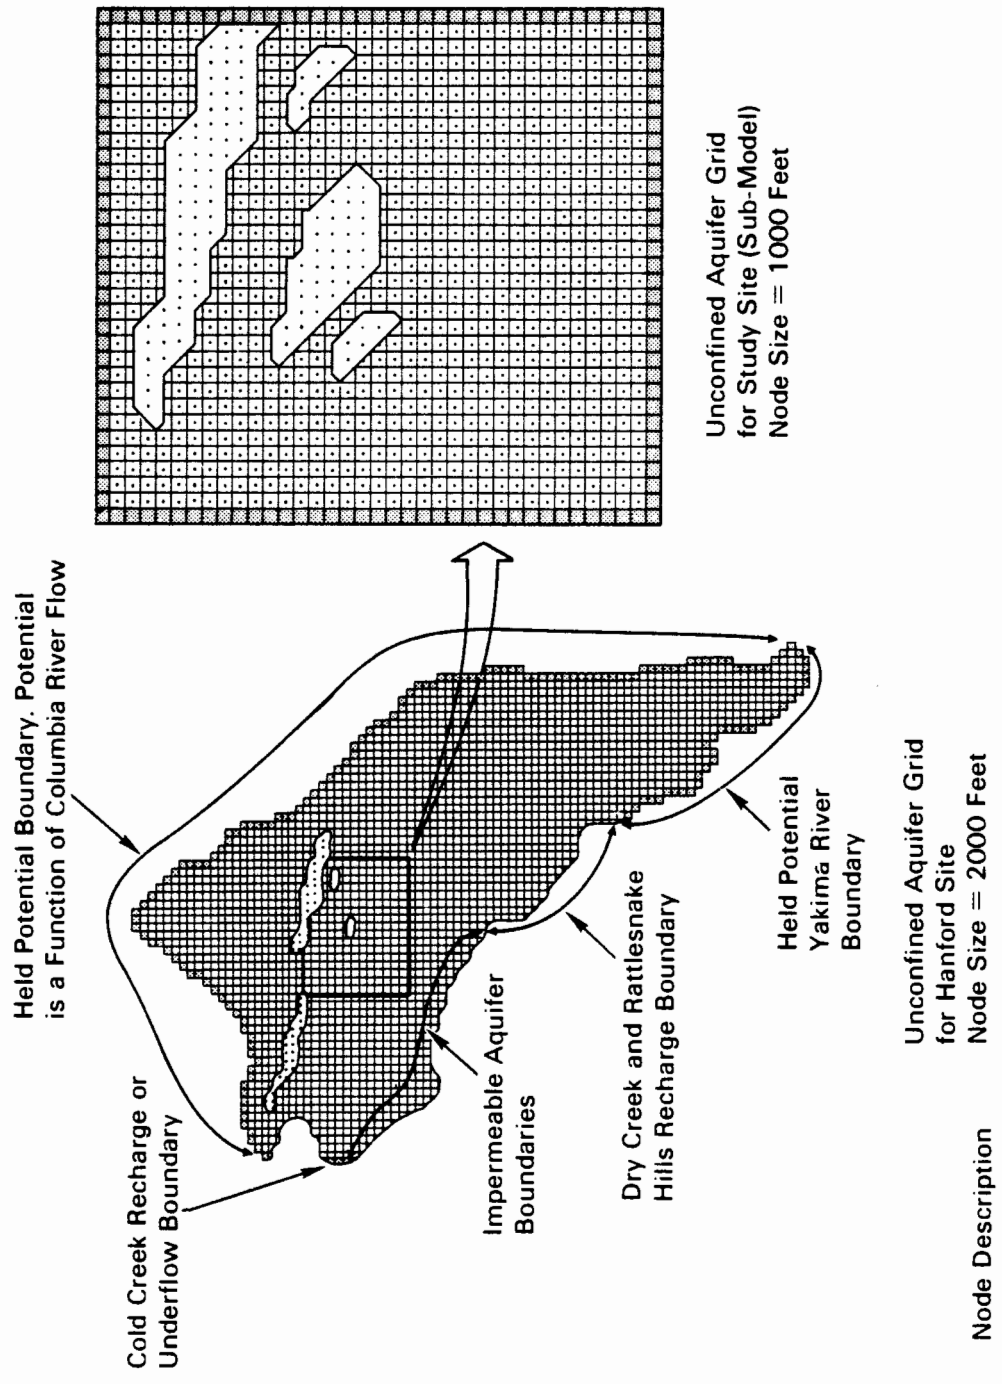 Held Potential Boundary. Potential
is a Function of Columbia River Flow
Cold Creek Recharge or
Underflow Boundary
Impermeable Aquifer
Boundaries
Dry Creek and Rattlesnake
Hills Recharge Boundary
Held Potential
Yakima River
Boundary
Unconfined Aquifer Grid
for Study Site (Sub-Model)
Node Size = 1000 Feet
Unconfined Aquifer Grid
for Hanford Site
Node Size = 2000 Feet
Node Description